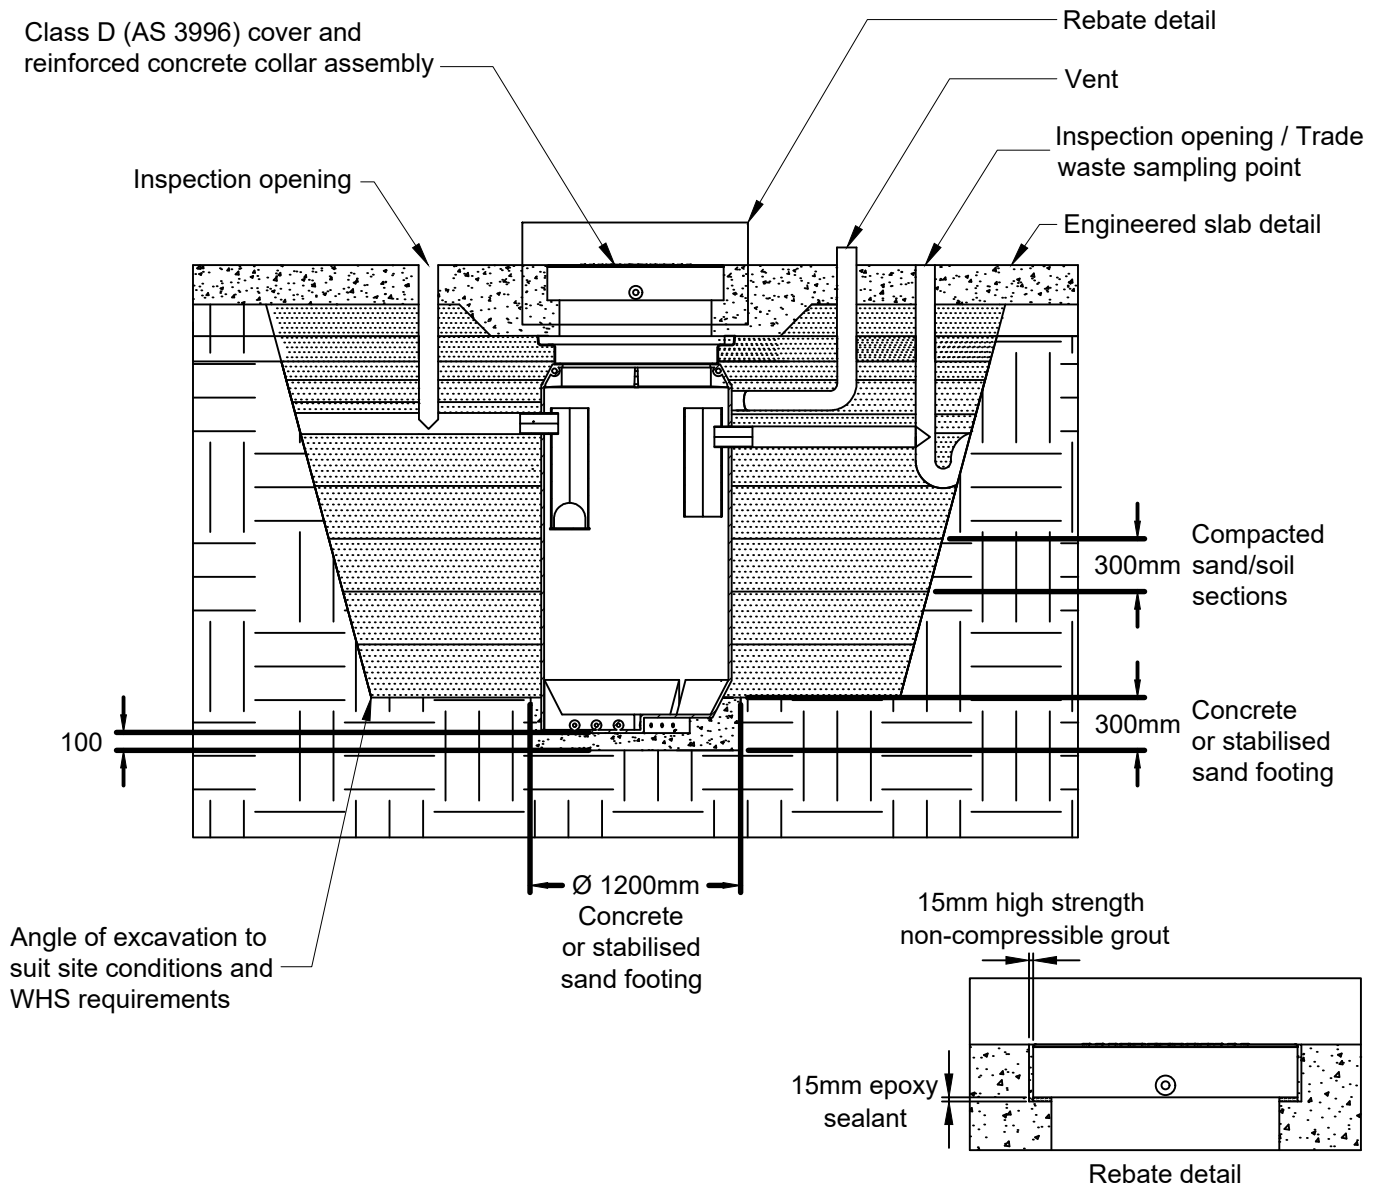 Class D (AS 3996) cover and
reinforced concrete collar assembly
Rebate detail
Vent
Inspection opening / Trade
waste sampling point
Inspection opening
Engineered slab detail
Compacted
300mm sand/soil
sections
100
300mm
Concrete
or stabilised
sand footing
Ø 1200mm
Concrete
or stabilised
sand footing
Angle of excavation to
suit site conditions and
WHS requirements
15mm high strength
non-compressible grout
15mm epoxy
sealant
Rebate detail